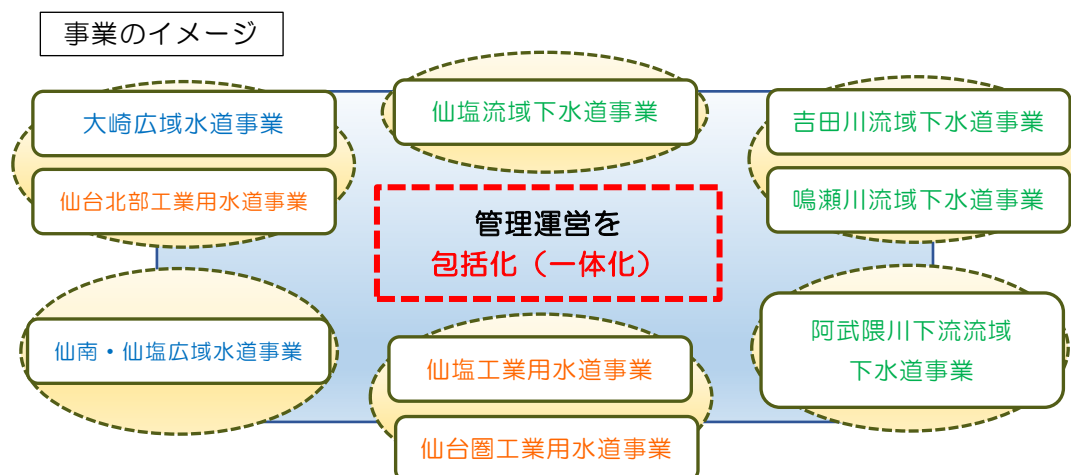 事業のイメージ
大崎広域水道事業
仙台北部工業用水道事業
仙塩流域下水道事業
吉田川流域下水道事業
鳴瀬川流域下水道事業
管理運営を
包括化（一体化）
仙南・仙塩広域水道事業
仙塩工業用水道事業
仙台圏工業用水道事業
阿武隈川下流流域
下水道事業